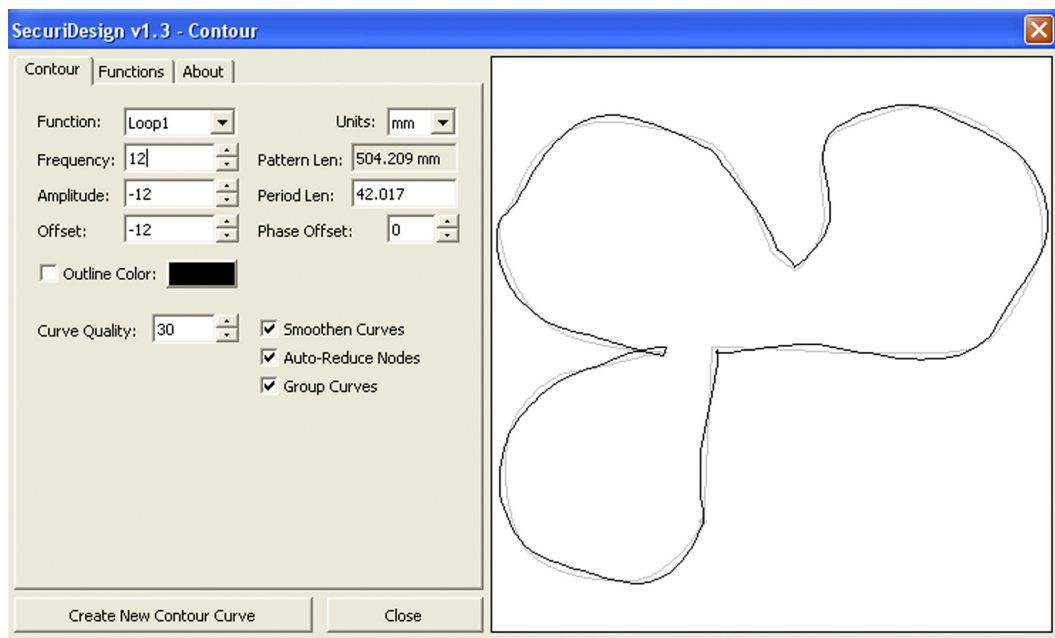 SecuriDesign v1.3 - Contour
Contour Functions About
Function: Loop1 Units: mm
Frequency: 12 Pattern Len: 504.209 mm
Amplitude: -12 Period Len: 42.017
Offset: -12 Phase Offset: 0
Outline Color:
Curve Quality: 30 Smoothen Curves
Auto-Reduce Nodes
Group Curves
Create New Contour Curve Close